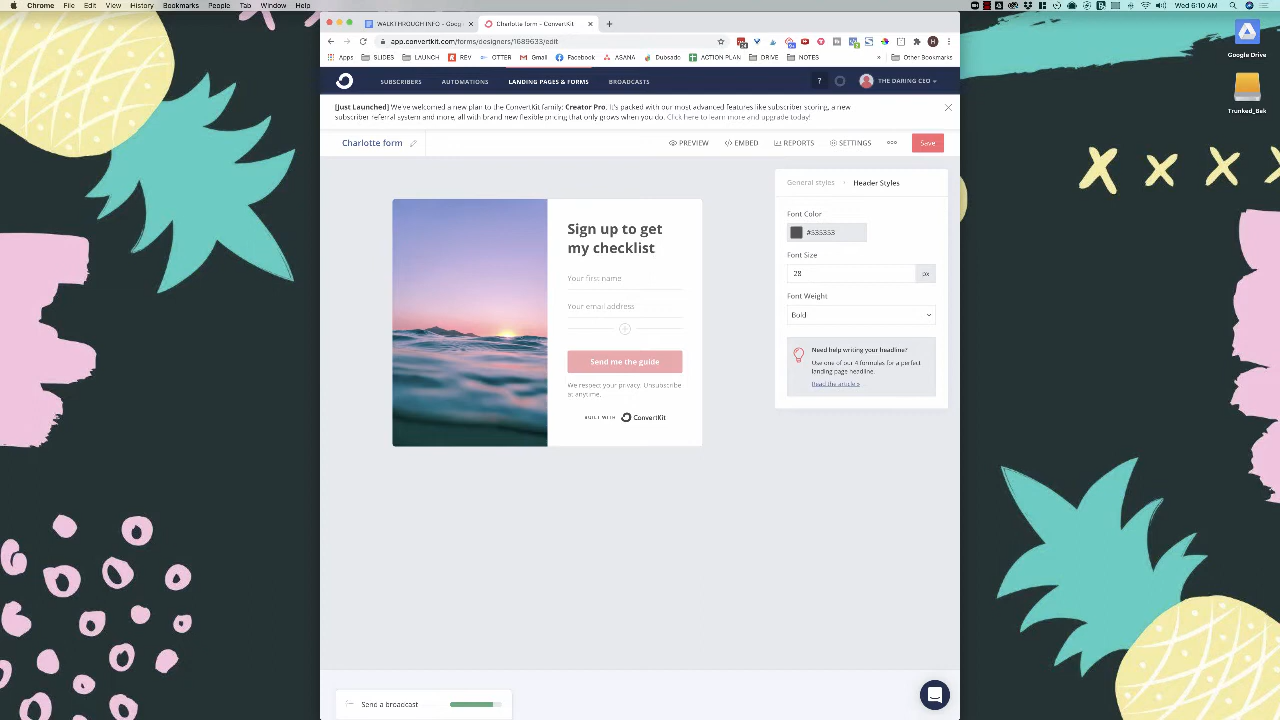 Chrome File Edit View History Bookmarks People Tab Window Help
Wed 6:10 AM
Google Drive
Trunked_Bak
WALKTHROUGH INFO - Goog
Charlotte form - ConvertKit
app.convertkit.com/forms/designers/1689633/edit
Apps SLIDES LAUNCH REV OTTER Gmail Facebook ASANA Dubsado ACTION PLAN DRIVE NOTES » Other Bookmarks
SUBSCRIBERS AUTOMATIONS LANDING PAGES & FORMS BROADCASTS ? THE DARING CEO
[Just Launched] We've welcomed a new plan to the ConvertKit family: Creator Pro. It's packed with our most advanced features like subscriber scoring, a new
subscriber referral system and more, all with brand new flexible pricing that only grows when you do. Click here to learn more and upgrade today!
Charlotte form
PREVIEW EMBED REPORTS SETTINGS Save
General styles Header Styles
Font Color
#535353
Font Size
28 px
Font Weight
Bold
Need help writing your headline?
Use one of our 4 formulas for a perfect
landing page headline.
Read the article »
Sign up to get
my checklist
Your first name
Your email address
Send me the guide
We respect your privacy. Unsubscribe
at anytime.
BUILT WITH ConvertKit
Send a broadcast